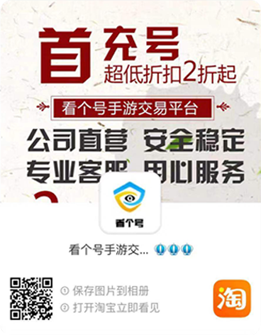 首充号
超低折扣2折起
看个号手游交易平台
公司直营 安全稳定
专业客服 用心服务
看个号
看个号手游交...
① 保存图片到相册
② 打开淘宝立即看见
淘